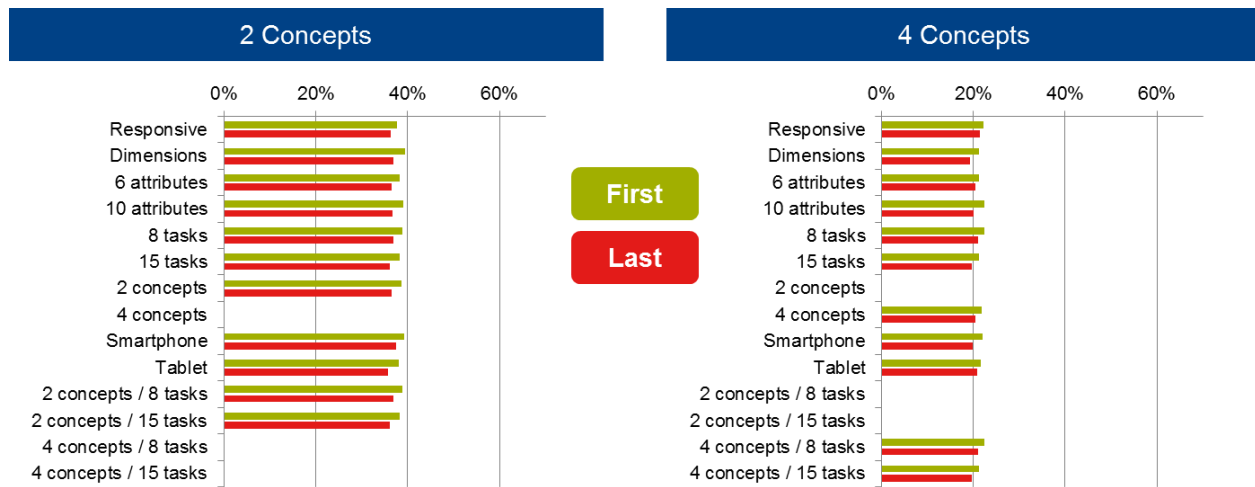 2 Concepts
0% 20% 40% 60%
Responsive
Dimensions
6 attributes
10 attributes
8 tasks
15 tasks
2 concepts
4 concepts
Smartphone
Tablet
2 concepts / 8 tasks
2 concepts / 15 tasks
4 concepts / 8 tasks
4 concepts / 15 tasks
First
Last
4 Concepts
0% 20% 40% 60%
Responsive
Dimensions
6 attributes
10 attributes
8 tasks
15 tasks
2 concepts
4 concepts
Smartphone
Tablet
2 concepts / 8 tasks
2 concepts / 15 tasks
4 concepts / 8 tasks
4 concepts / 15 tasks